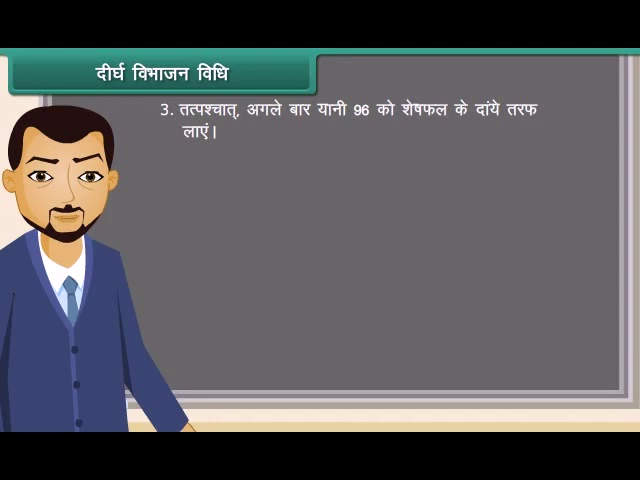 दीर्घ विभाजन विधि
3. तत्पश्चात्, अगले बार यानी 96 को शेषफल के दांये तरफ
लाएं।